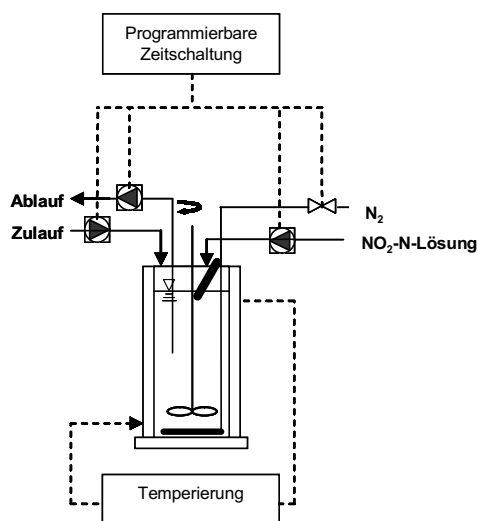 Programmierbare
Zeitschaltung
Ablauf
Zulauf
N₂
NO₂-N-Lösung
Temperierung